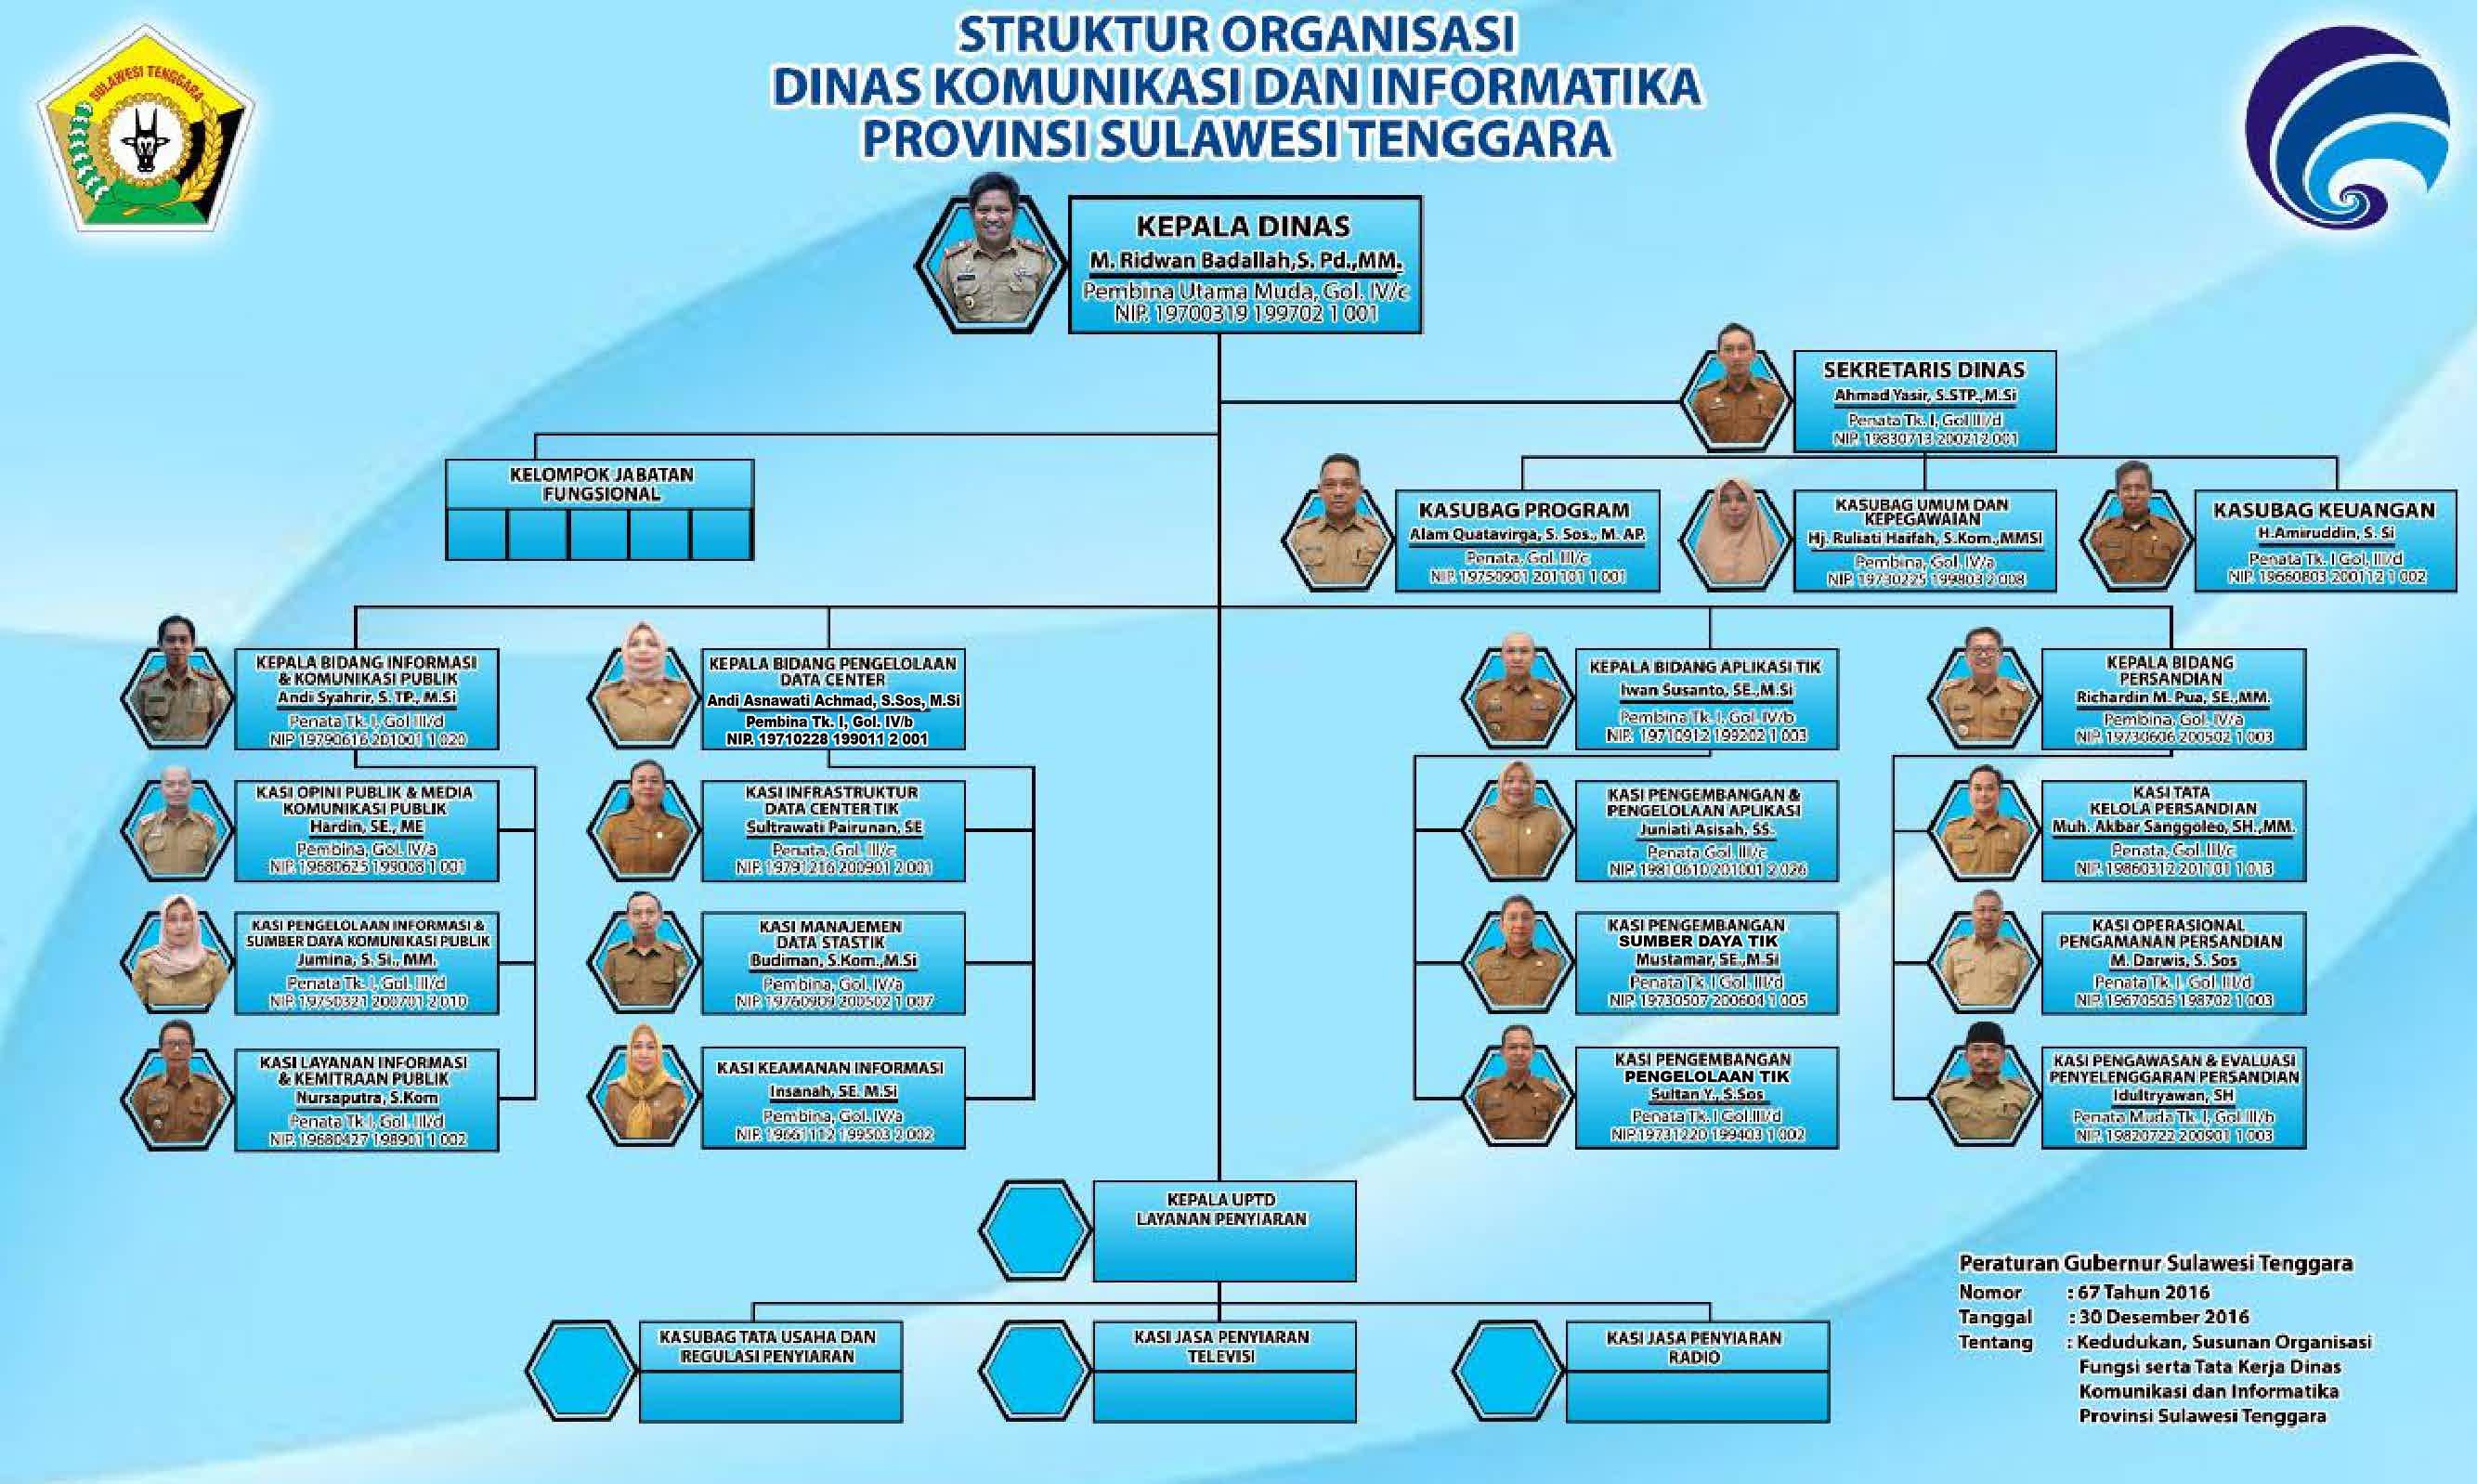 STRUKTUR ORGANISASI
DINAS KOMUNIKASI DAN INFORMATIKA
PROVINSI SULAWESI TENGGARA
SULAWESI TENGGARA
KEPALA DINAS
M. Ridwan Badallah,S. Pd.,MM.
Pembina Utama Muda, Gol. IV/c
NIP. 19700319 199702 1 001
SEKRETARIS DINAS
Ahmad Yasir, S.STP.,M.Si
Penata Tk. I, Gol III/d
NIP. 19830713 200212 001
KELOMPOK JABATAN
FUNGSIONAL
KASUBAG PROGRAM
Alam Quatavirga, S. Sos., M. AP.
Penata, Gol. III/c
NIP. 19750901 201101 1 001
KASUBAG UMUM DAN
KEPEGAWAIAN
Hj. Ruliati Haifah, S.Kom.,MMSI
Pembina, Gol. IV/a
NIP. 19730225 199803 2 008
KASUBAG KEUANGAN
H.Amiruddin, S. Si
Penata Tk. I Gol, III/d
NIP. 19660803 200112 1 002
KEPALA BIDANG INFORMASI
& KOMUNIKASI PUBLIK
Andi Syahrir, S. TP., M.Si
Penata Tk. I, Gol III/d
NIP 19790616 201001 1 020
KEPALA BIDANG PENGELOLAAN
DATA CENTER
Andi Asnawati Achmad, S.Sos, M.Si
Pembina Tk. I, Gol. IV/b
NIP. 19710228 199011 2 001
KEPALA BIDANG APLIKASI TIK
Iwan Susanto, SE.,M.Si
Pembina Tk. I, Gol. IV/b
NIP. 19710912 199202 1 003
KEPALA BIDANG
PERSANDIAN
Richardin M. Pua, SE.,MM.
Pembina, Gol. IV/a
NIP. 19730606 200502 1 003
KASI OPINI PUBLIK & MEDIA
KOMUNIKASI PUBLIK
Hardin, SE., ME
Pembina, Gol. IV/a
NIP. 19680625 199008 1 001
KASI INFRASTRUKTUR
DATA CENTER TIK
Sultrawati Pairunan, SE
Penata, Gol. III/c
NIP. 19791216 200901 2 001
KASI PENGEMBANGAN &
PENGELOLAAN APLIKASI
Juniati Asisah, SS.
Penata Gol. III/c
NIP. 19810610 201001 2 026
KASI TATA
KELOLA PERSANDIAN
Muh. Akbar Sanggoleo, SH.,MM.
Penata, Gol. III/c
NIP. 19860312 201101 1 013
KASI PENGELOLAAN INFORMASI &
SUMBER DAYA KOMUNIKASI PUBLIK
Jumina, S. Si., MM.
Penata Tk. I, Gol. III/d
NIP. 19750321 200701 2 010
KASI MANAJEMEN
DATA STASTIK
Budiman, S.Kom.,M.Si
Pembina, Gol. IV/a
NIP. 19760909 200502 1 007
KASI PENGEMBANGAN
SUMBER DAYA TIK
Mustamar, SE.,M.Si
Penata Tk. I Gol. III/d
NIP. 19730507 200604 1 005
KASI OPERASIONAL
PENGAMANAN PERSANDIAN
M. Darwis, S. Sos
Penata Tk. I. Gol III/d
NIP. 19670505 198702 1 003
KASI LAYANAN INFORMASI
& KEMITRAAN PUBLIK
Nursaputra, S.Kom
Penata Tk I, Gol. III/d
NIP. 19680427 198901 1 002
KASI KEAMANAN INFORMASI
Insanah, SE. M.Si
Pembina, Gol. IV/a
NIP. 19661112 199503 2 002
KASI PENGEMBANGAN
PENGELOLAAN TIK
Sultan Y., S.Sos
Penata Tk. I Gol.III/d
NIP.19731220 199403 1 002
KASI PENGAWASAN & EVALUASI
PENYELENGGARAN PERSANDIAN
Idultryawan, SH
Penata Muda Tk. I, Gol III/b
NIP. 19820722 200901 1 003
KEPALA UPTD
LAYANAN PENYIARAN
KASUBAG TATA USAHA DAN
REGULASI PENYIARAN
KASI JASA PENYIARAN
TELEVISI
KASI JASA PENYIARAN
RADIO
Peraturan Gubernur Sulawesi Tenggara
Nomor : 67 Tahun 2016
Tanggal : 30 Desember 2016
Tentang : Kedudukan, Susunan Organisasi
Fungsi serta Tata Kerja Dinas
Komunikasi dan Informatika
Provinsi Sulawesi Tenggara